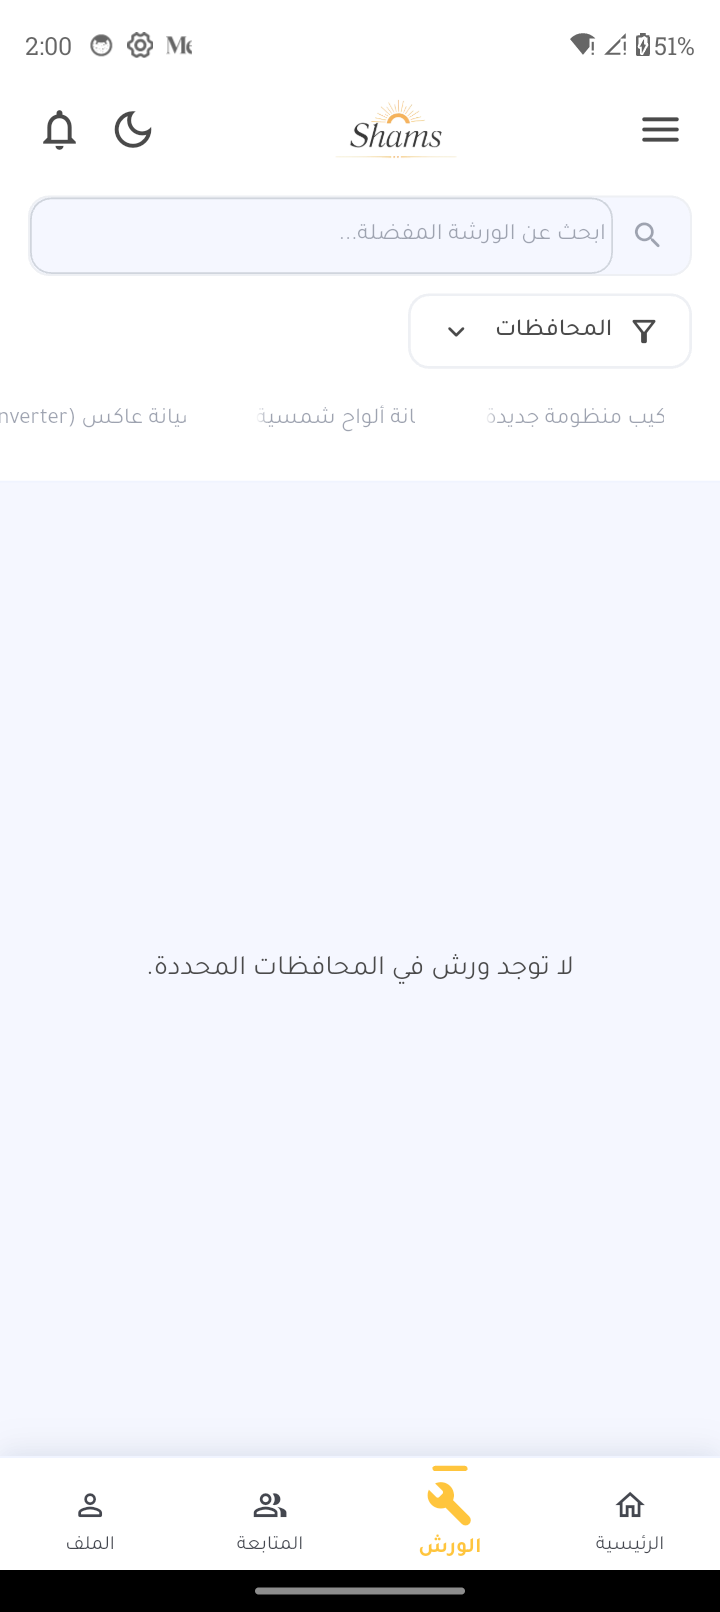 2:00
51%
Shams
ابحث عن الورشة المفضلة...
المحافظات
كيب منظومة جديدة
انة ألواح شمسية
يانة عاكس (nverter
لا توجد ورش في المحافظات المحددة.
الرئيسية
الورش
المتابعة
الملف